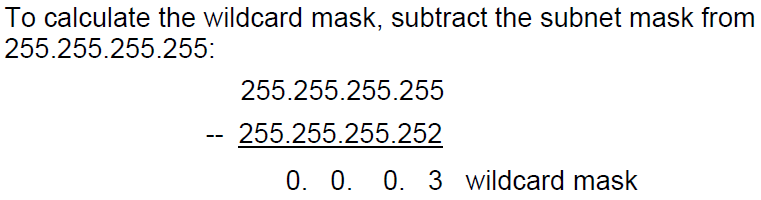 To calculate the wildcard mask, subtract the subnet mask from
255.255.255.255:
255.255.255.255
-- 255.255.255.252
0. 0. 0. 3 wildcard mask